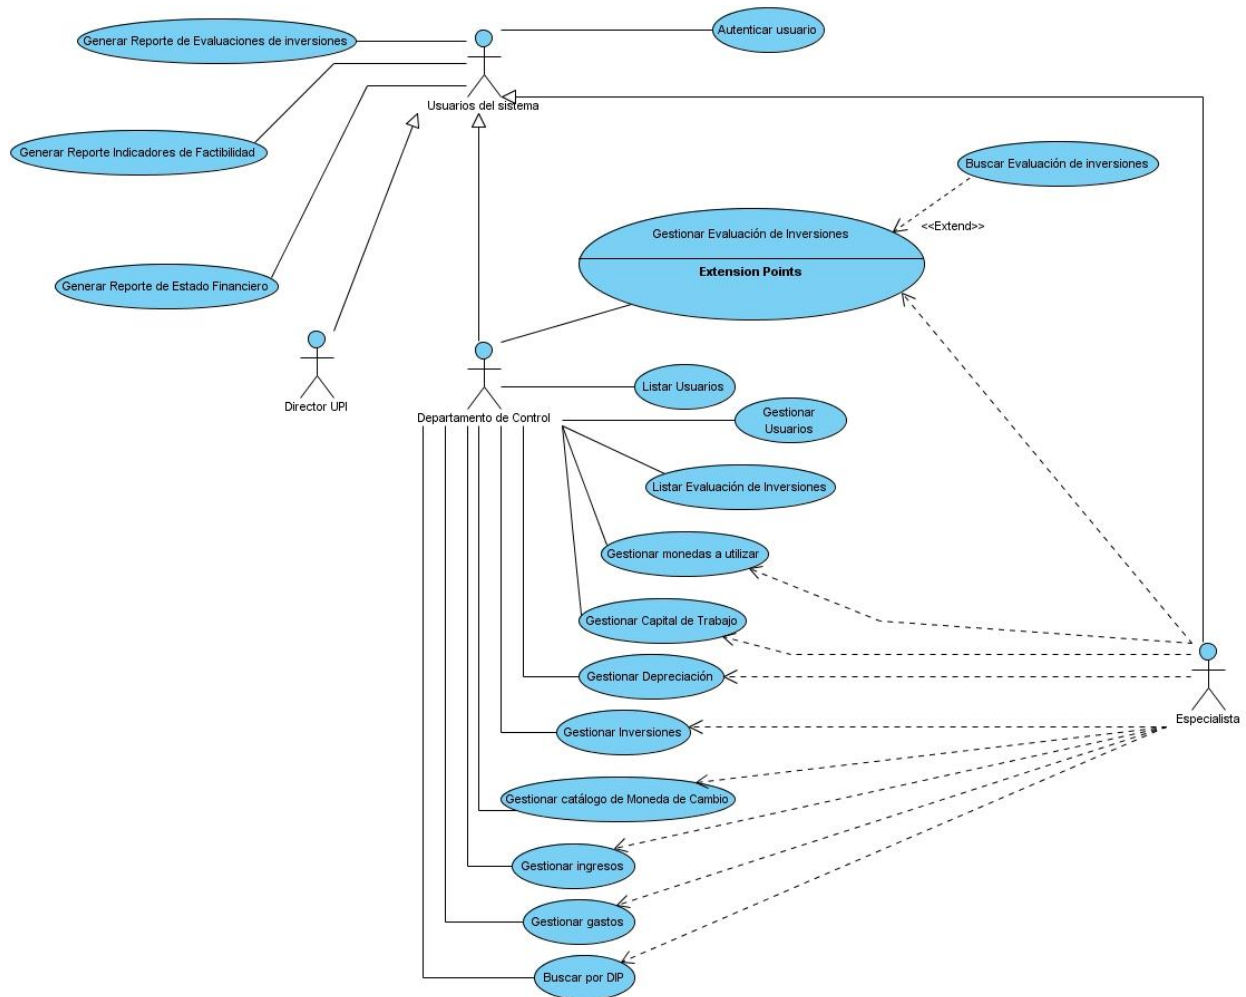 Autenticar usuario
Generar Reporte de Evaluaciones de inversiones
Usuarios del sistema
Generar Reporte Indicadores de Factibilidad
Buscar Evaluación de inversiones
<<Extend>>
Gestionar Evaluación de Inversiones
Extension Points
Generar Reporte de Estado Financiero
Director UPI
Listar Usuarios
Departamento de Control
Gestionar
Usuarios
Listar Evaluación de Inversiones
Gestionar monedas a utilizar
Gestionar Capital de Trabajo
Gestionar Depreciación
Especialista
Gestionar Inversiones
Gestionar catálogo de Moneda de Cambio
Gestionar ingresos
Gestionar gastos
Buscar por DIP